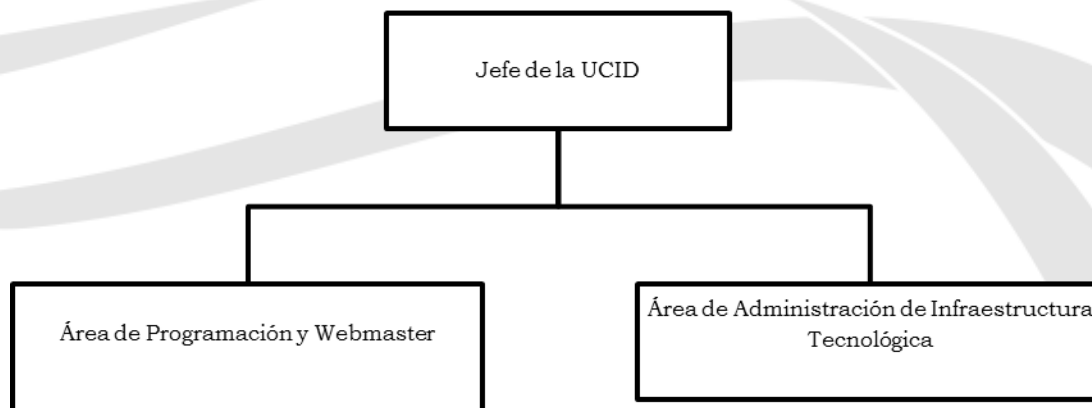 Jefe de la UCID
Área de Programación y Webmaster
Área de Administración de Infraestructura
Tecnológica